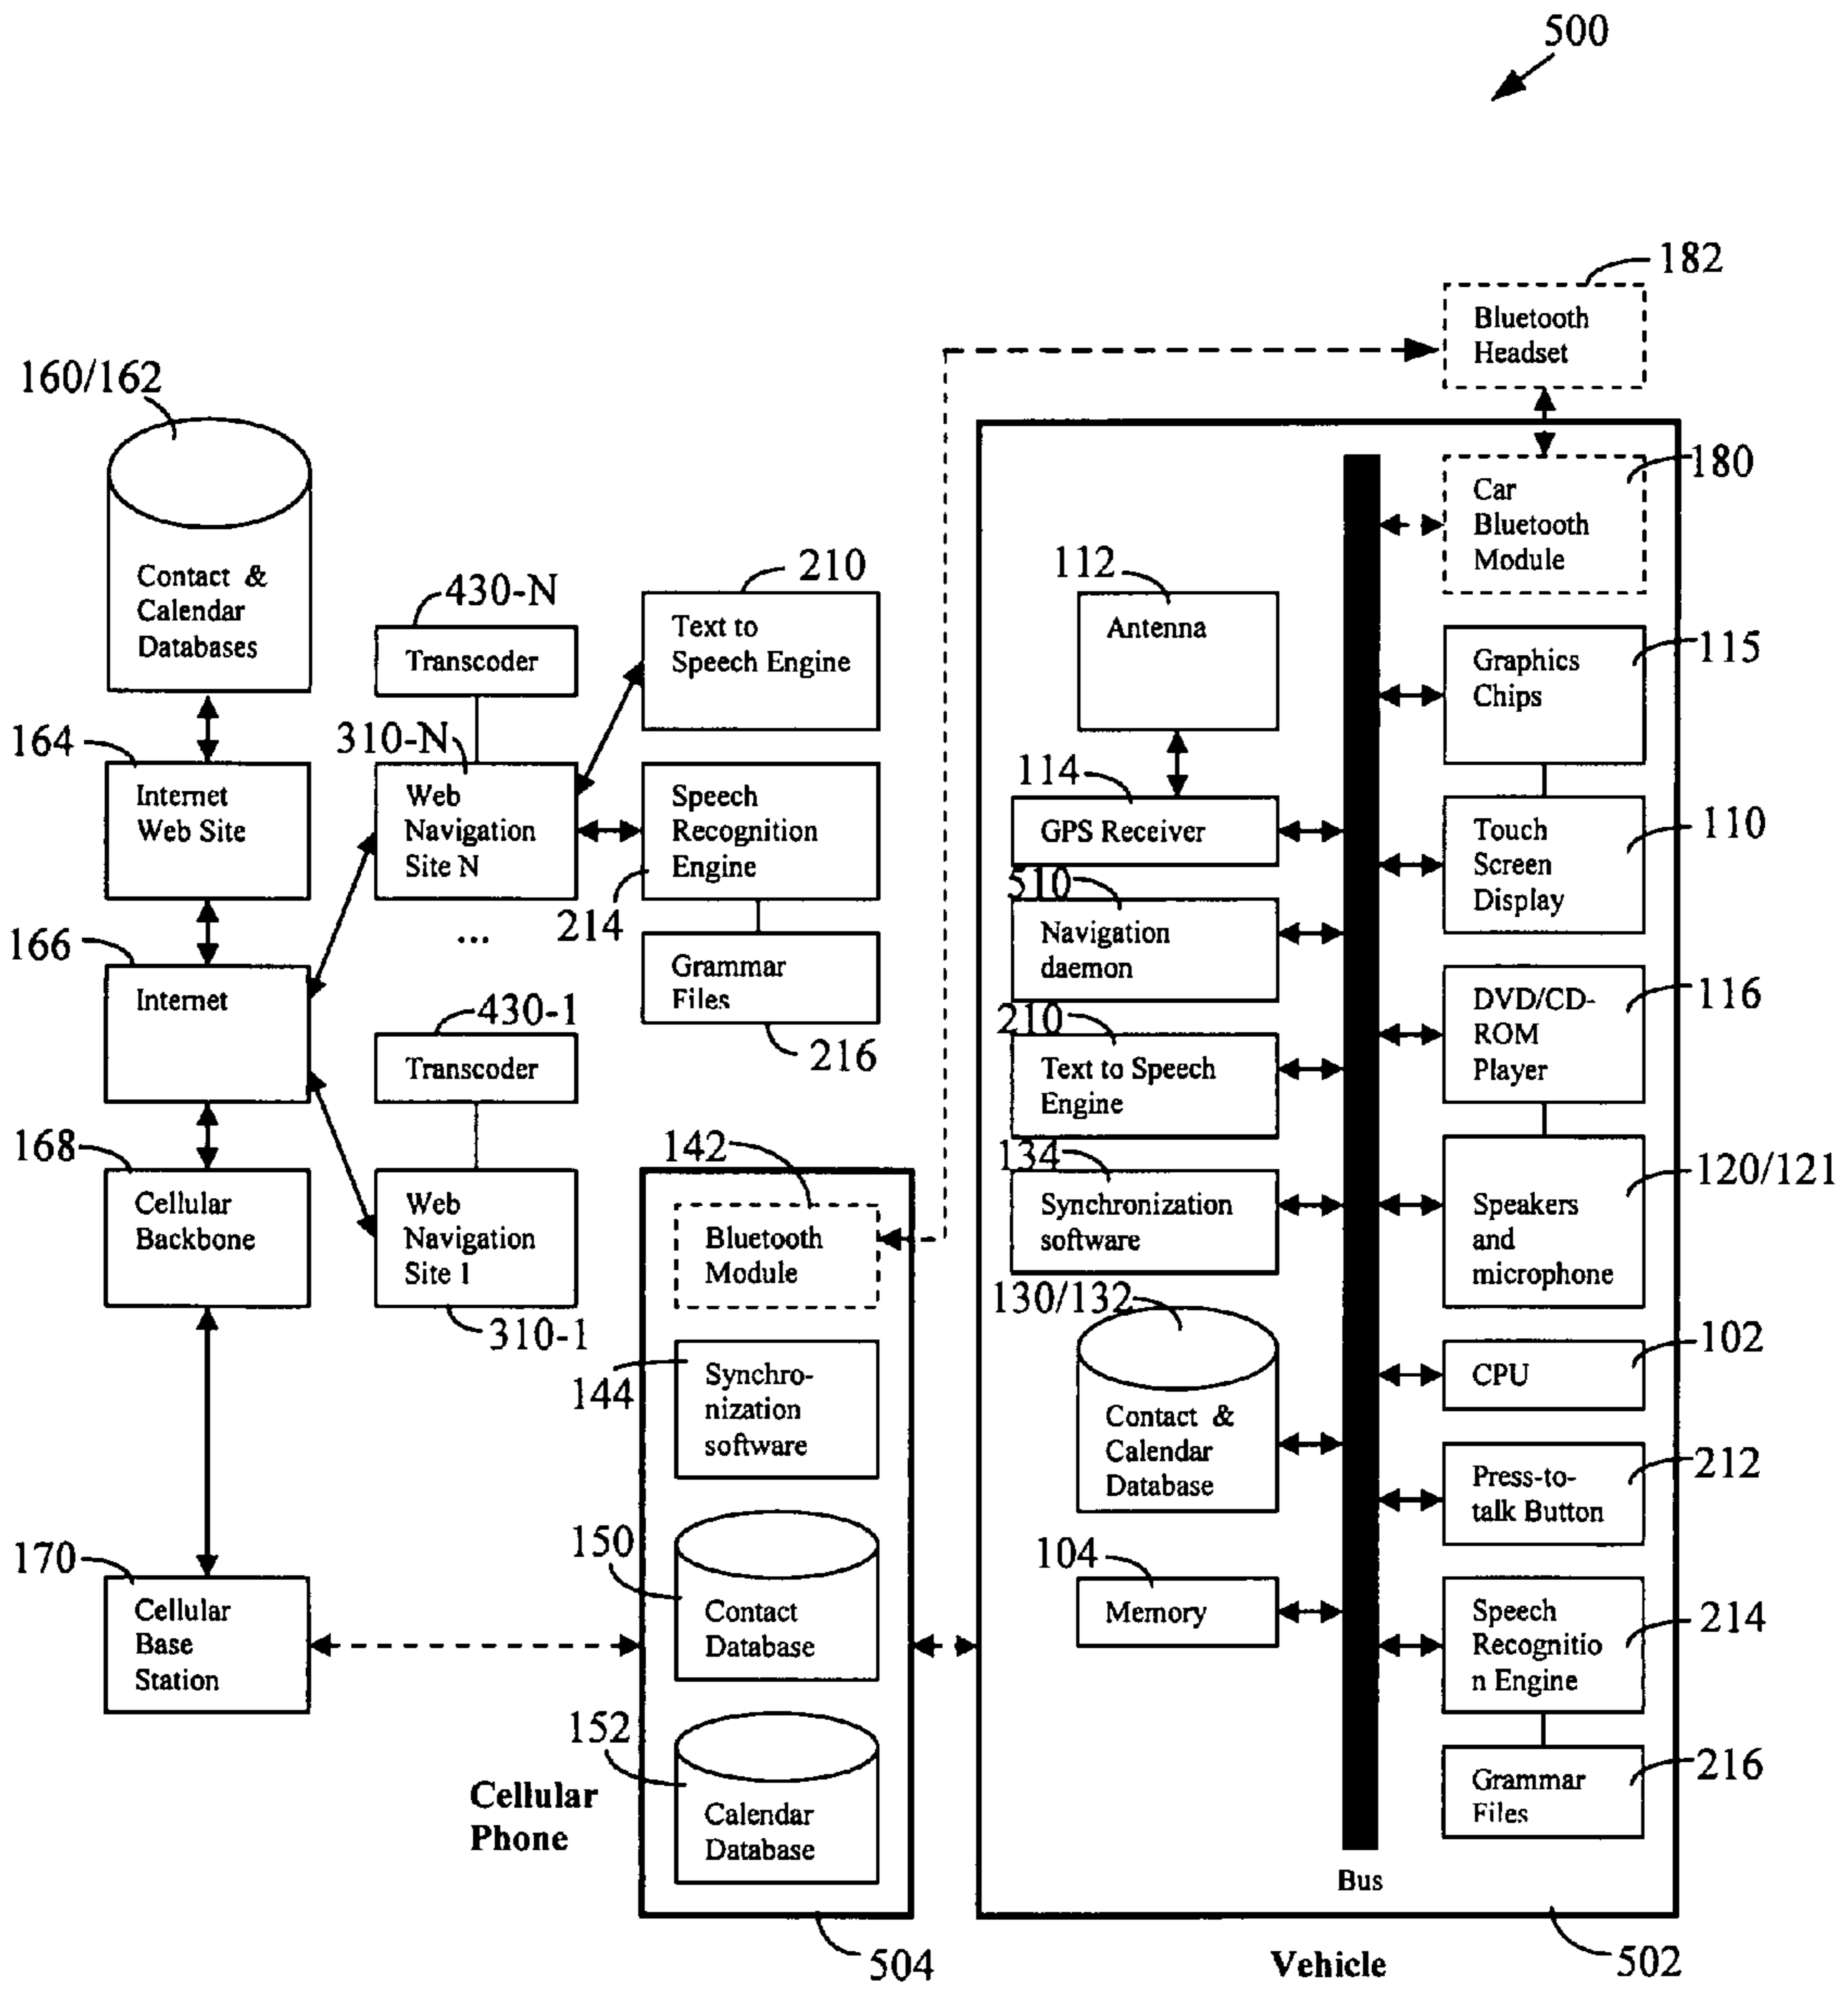 500
182
Bluetooth
Headset
160/162
Contact &
Calendar
Databases
430-N
Transcoder
210
Text to
Speech Engine
112
Antenna
180
Car
Bluetooth
Module
115
Graphics
Chips
164
Internet
Web Site
310-N
Web
Navigation
Site N
Speech
Recognition
Engine
214
114
GPS Receiver
110
Touch
Screen
Display
166
Internet
...
Grammar
Files
216
510
Navigation
daemon
116
DVD/CD-
ROM
Player
430-1
Transcoder
210
Text to Speech
Engine
168
Cellular
Backbone
Web
Navigation
Site 1
310-1
142
Bluetooth
Module
134
Synchronization
software
120/121
Speakers
and
microphone
144
Synchro-
nization
software
130/132
Contact &
Calendar
Database
102
CPU
212
Press-to-
talk Button
170
Cellular
Base
Station
150
Contact
Database
104
Memory
214
Speech
Recognitio
n Engine
152
Calendar
Database
Cellular
Phone
216
Grammar
Files
Bus
504
Vehicle
502